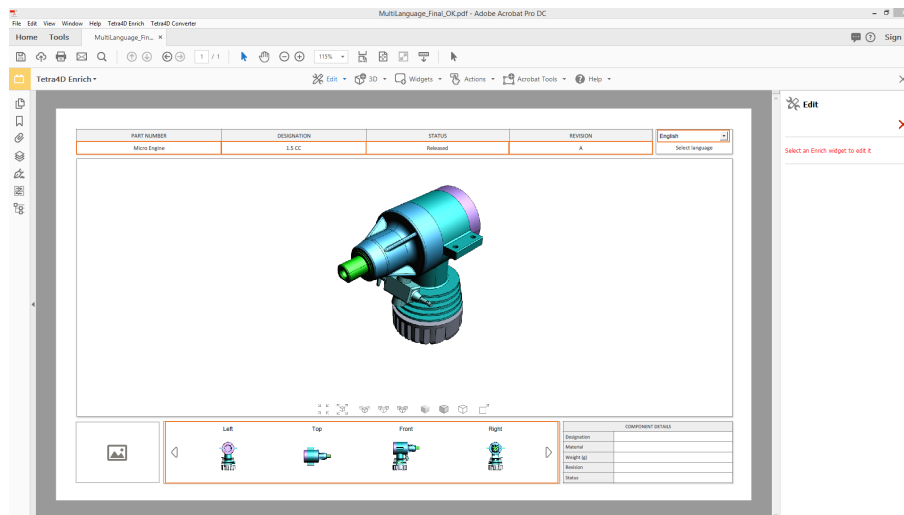 MultiLanguage_Final_OK.pdf - Adobe Acrobat Pro DC
File Edit View Window Help Tetra4D Enrich Tetra4D Converter
Home Tools MultiLanguage_Fin... × Sign
1 / 1 115%
Tetra4D Enrich Edit 3D Widgets Actions Acrobat Tools Help
Edit
Select an Enrich widget to edit it
PART NUMBER DESIGNATION STATUS REVISION English
Micro Engine 1.5 CC Released A Select language
Left Top Front Right
COMPONENT DETAILS
Designation
Material
Weight (g)
Revision
Status